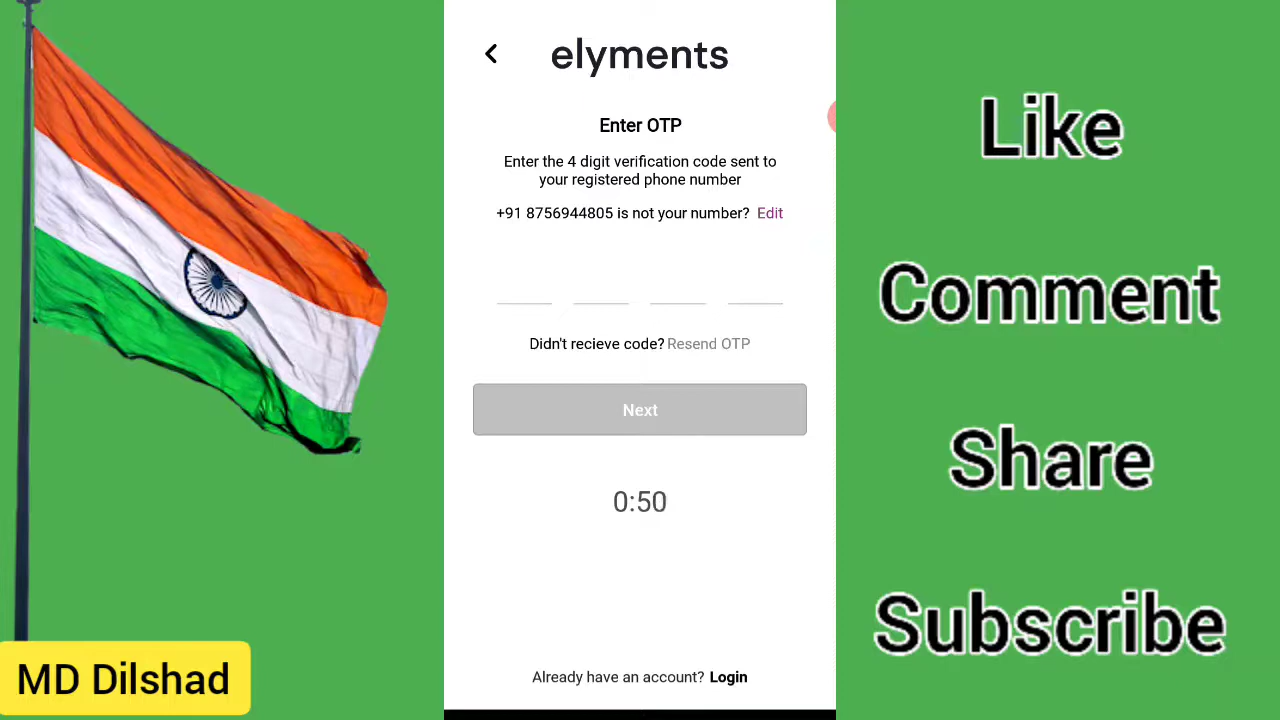 elyments
Enter OTP
Enter the 4 digit verification code sent to
your registered phone number
+91 8756944805 is not your number? Edit
Didn't recieve code? Resend OTP
Next
0:50
Already have an account? Login
MD Dilshad
Like
Comment
Share
Subscribe